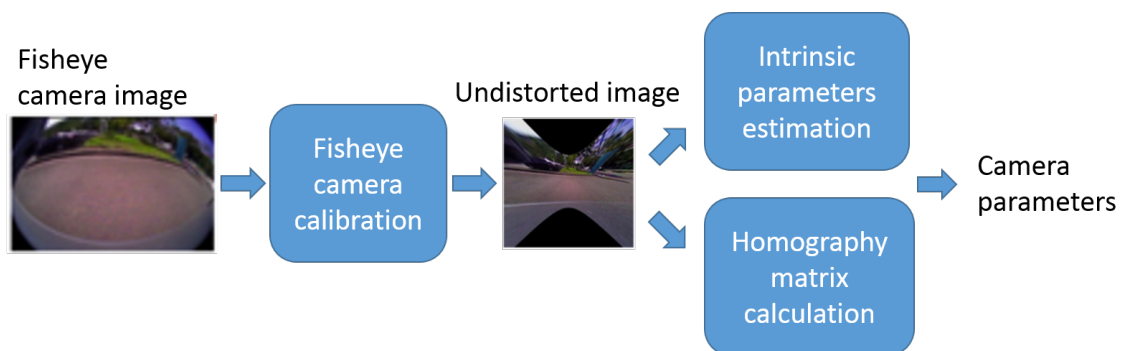 Fisheye
camera image
Fisheye
camera
calibration
Undistorted image
Intrinsic
parameters
estimation
Homography
matrix
calculation
Camera
parameters